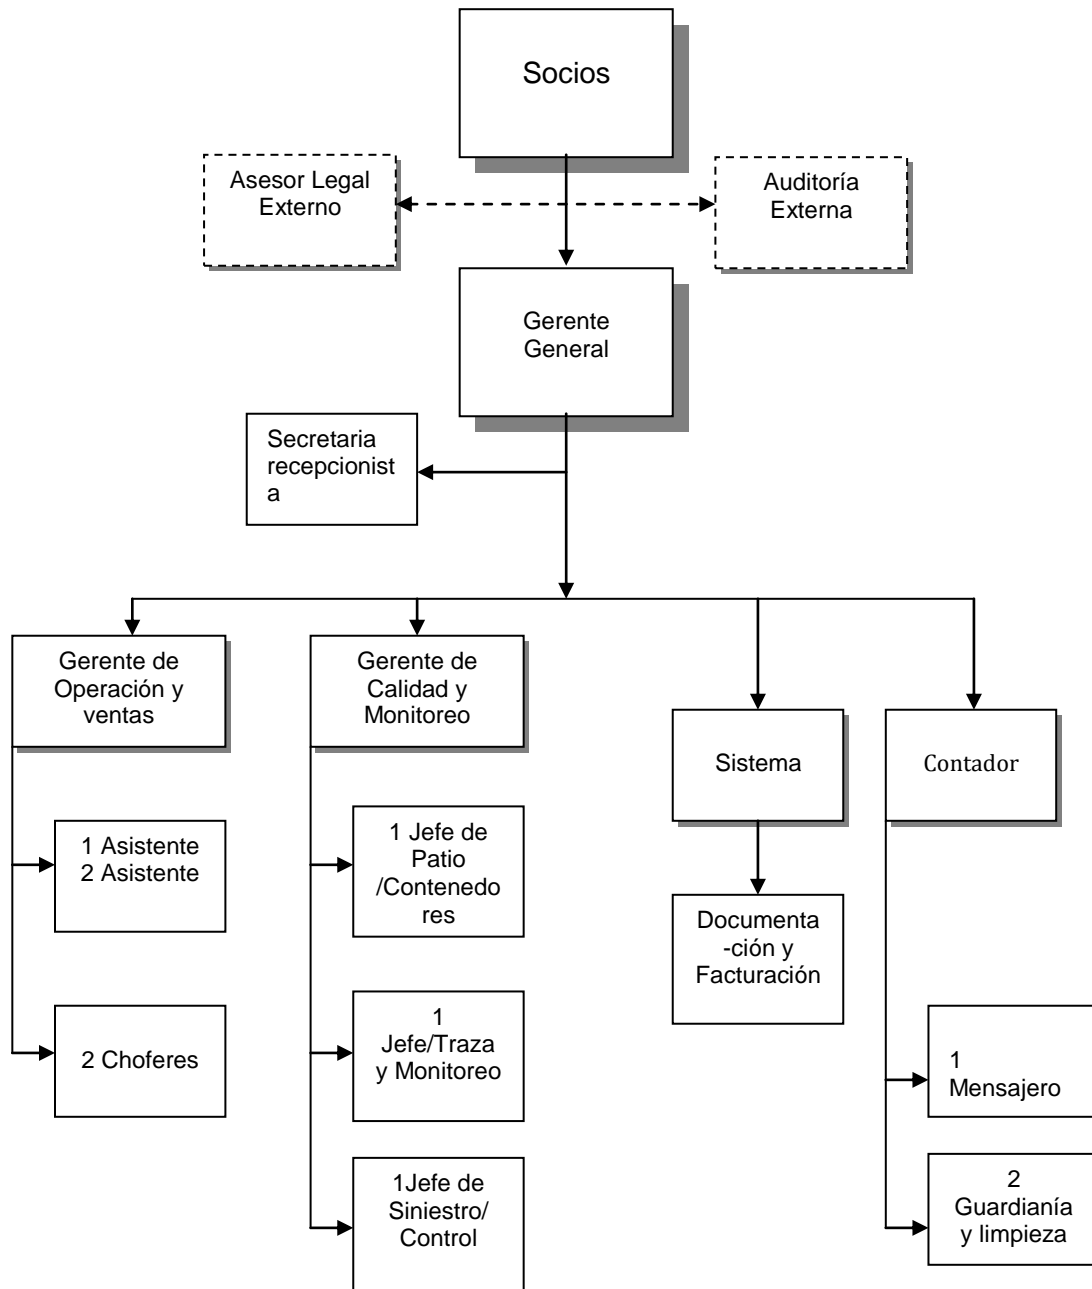 Socios
Asesor Legal
Externo
Auditoría
Externa
Gerente
General
Secretaria
recepcionist
a
Gerente de
Operación y
ventas
Gerente de
Calidad y
Monitoreo
Sistema
Contador
1 Asistente
2 Asistente
1 Jefe de
Patio
/Contenedo
res
Documenta
-ción y
Facturación
2 Choferes
1
Jefe/Traza
y Monitoreo
1
Mensajero
1Jefe de
Siniestro/
Control
2
Guardianía
y limpieza